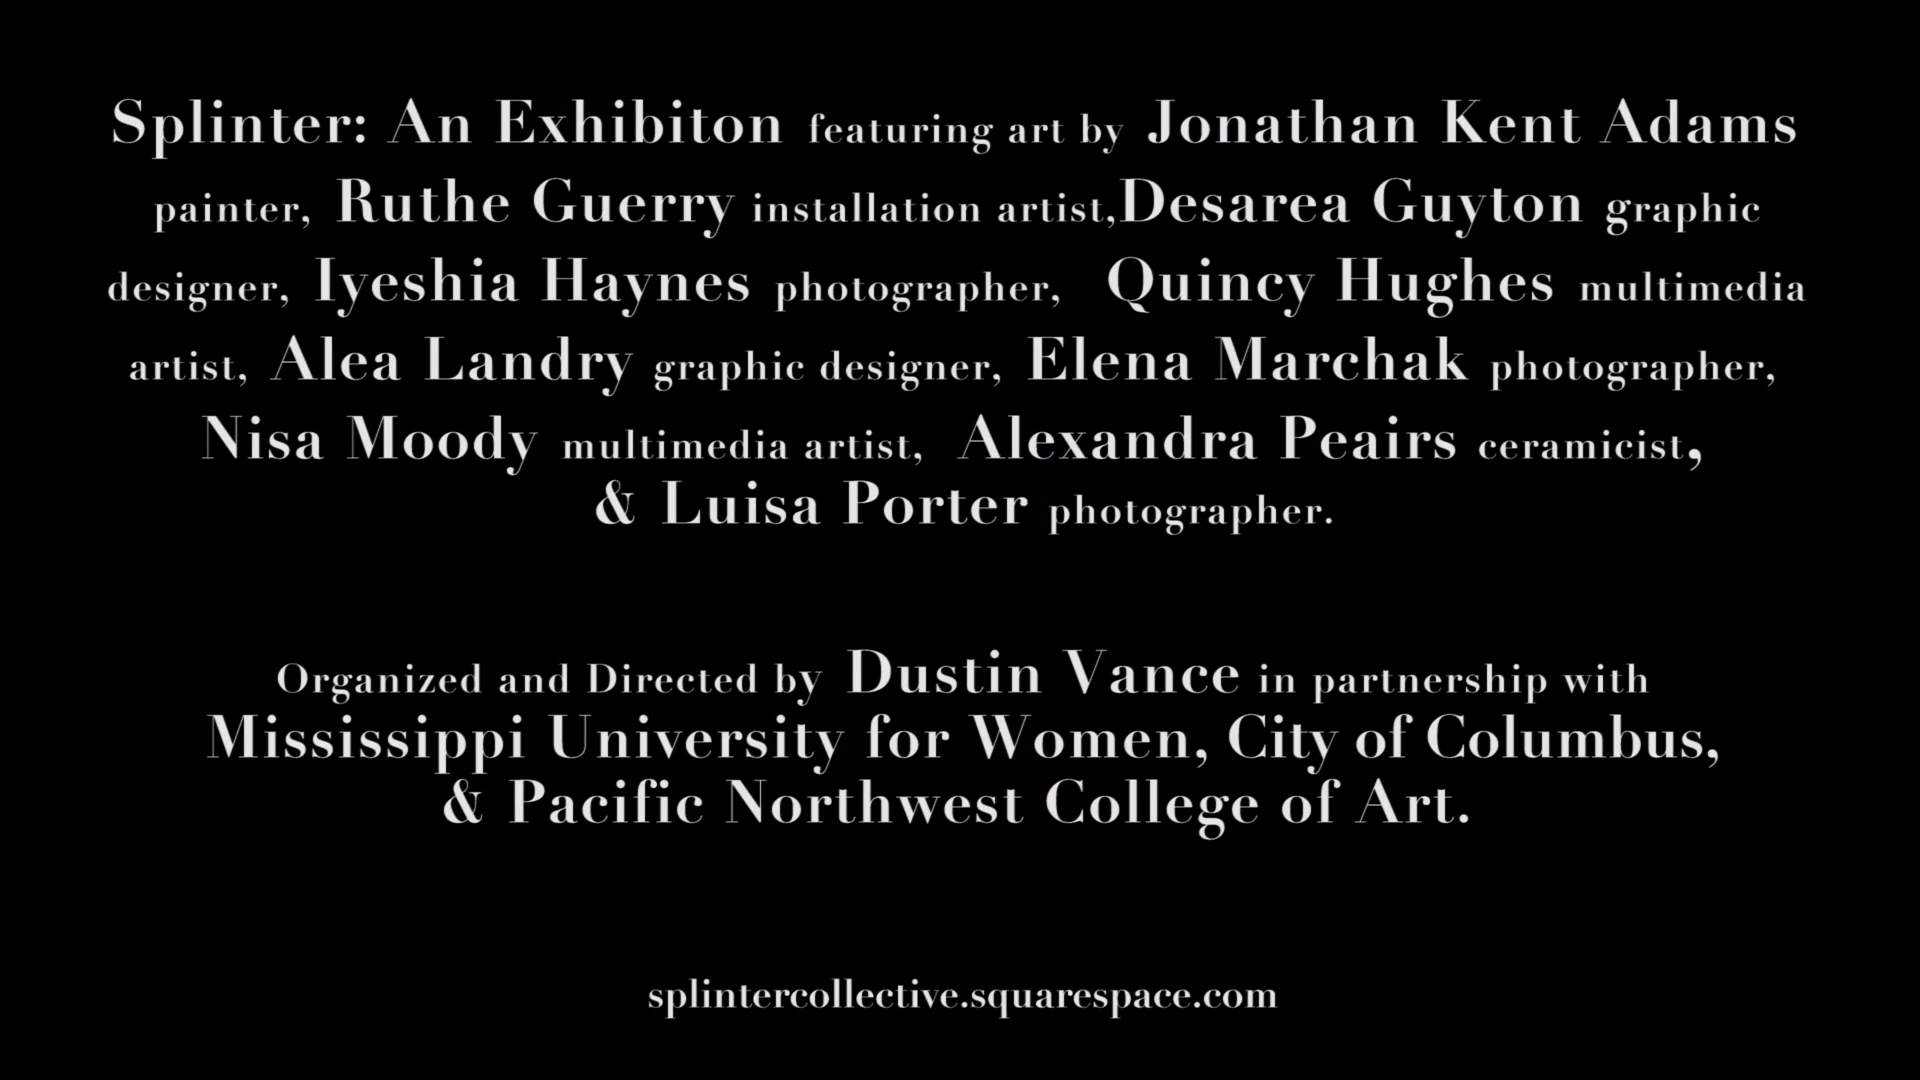 Splinter: An Exhibiton featuring art by Jonathan Kent Adams
painter, Ruthe Guerry installation artist,Desarea Guyton graphic
designer, Iyeshia Haynes photographer, Quincy Hughes multimedia
artist, Alea Landry graphic designer, Elena Marchak photographer,
Nisa Moody multimedia artist, Alexandra Peairs ceramicist,
& Luisa Porter photographer.
Organized and Directed by Dustin Vance in partnership with
Mississippi University for Women, City of Columbus,
& Pacific Northwest College of Art.
splintercollective.squarespace.com